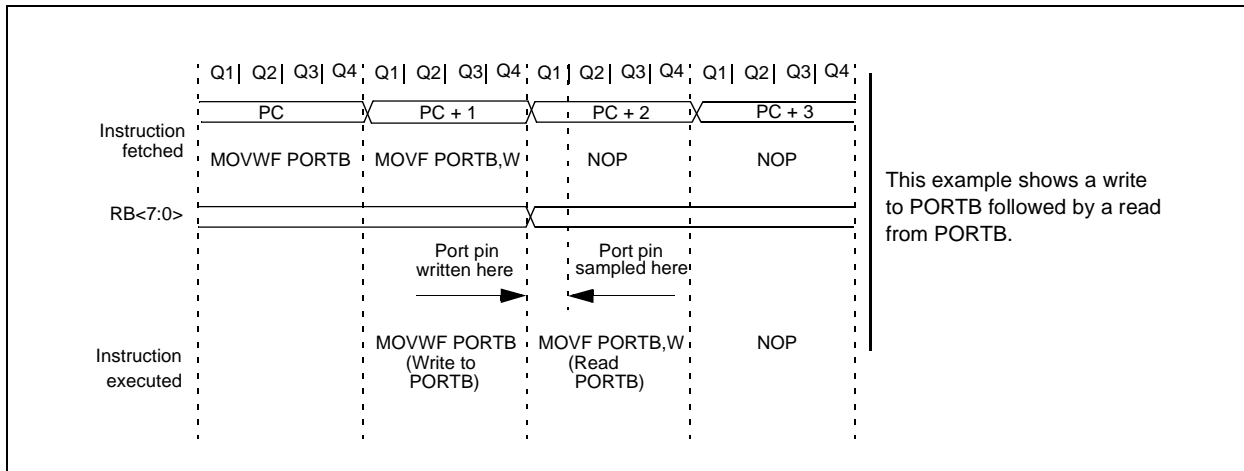 Q1| Q2| Q3| Q4 Q1| Q2| Q3| Q4 Q1| Q2| Q3| Q4 Q1| Q2| Q3| Q4
PC PC + 1 PC + 2 PC + 3
Instruction
fetched
MOVWF PORTB MOVF PORTB,W NOP NOP
This example shows a write
to PORTB followed by a read
from PORTB.
RB<7:0>
Port pin
written here
Port pin
sampled here
Instruction
executed
MOVWF PORTB
(Write to
PORTB)
MOVF PORTB,W
(Read
PORTB)
NOP